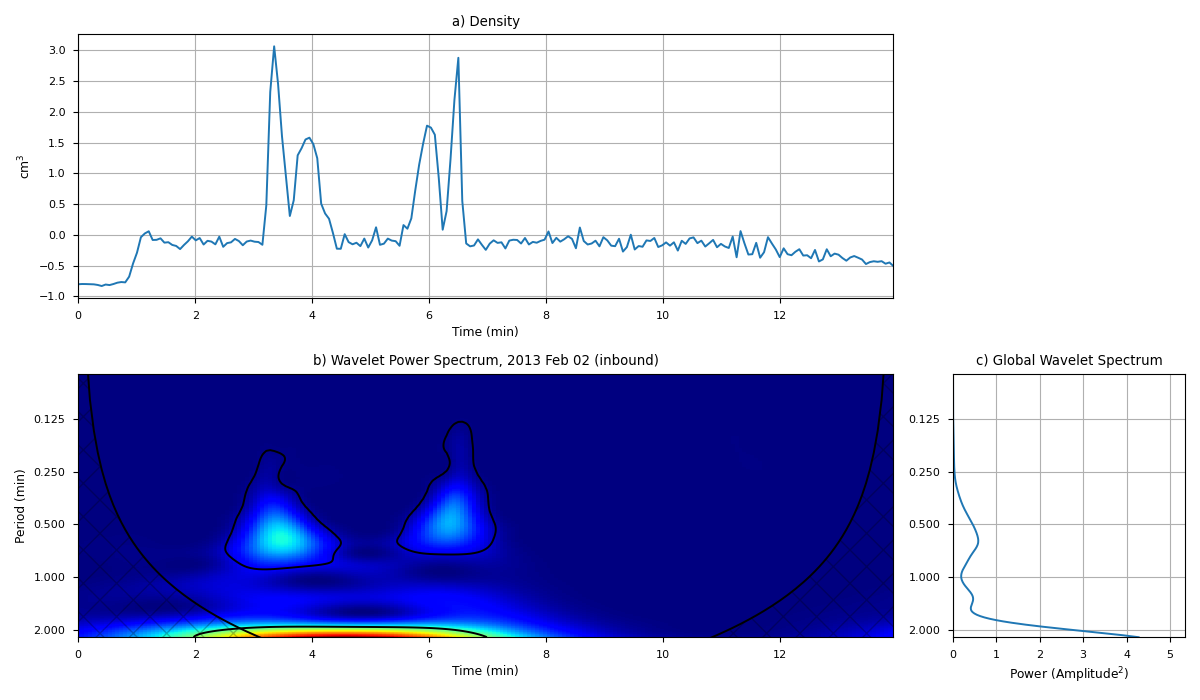 a) Density
3.0
2.5
2.0
1.5
1.0
0.5
0.0
−0.5
−1.0
cm³
0 2 4 6 8 10 12
Time (min)
b) Wavelet Power Spectrum, 2013 Feb 02 (inbound)
0.125
0.250
0.500
1.000
2.000
Period (min)
0 2 4 6 8 10 12
Time (min)
c) Global Wavelet Spectrum
0.125
0.250
0.500
1.000
2.000
0 1 2 3 4 5
Power (Amplitude²)